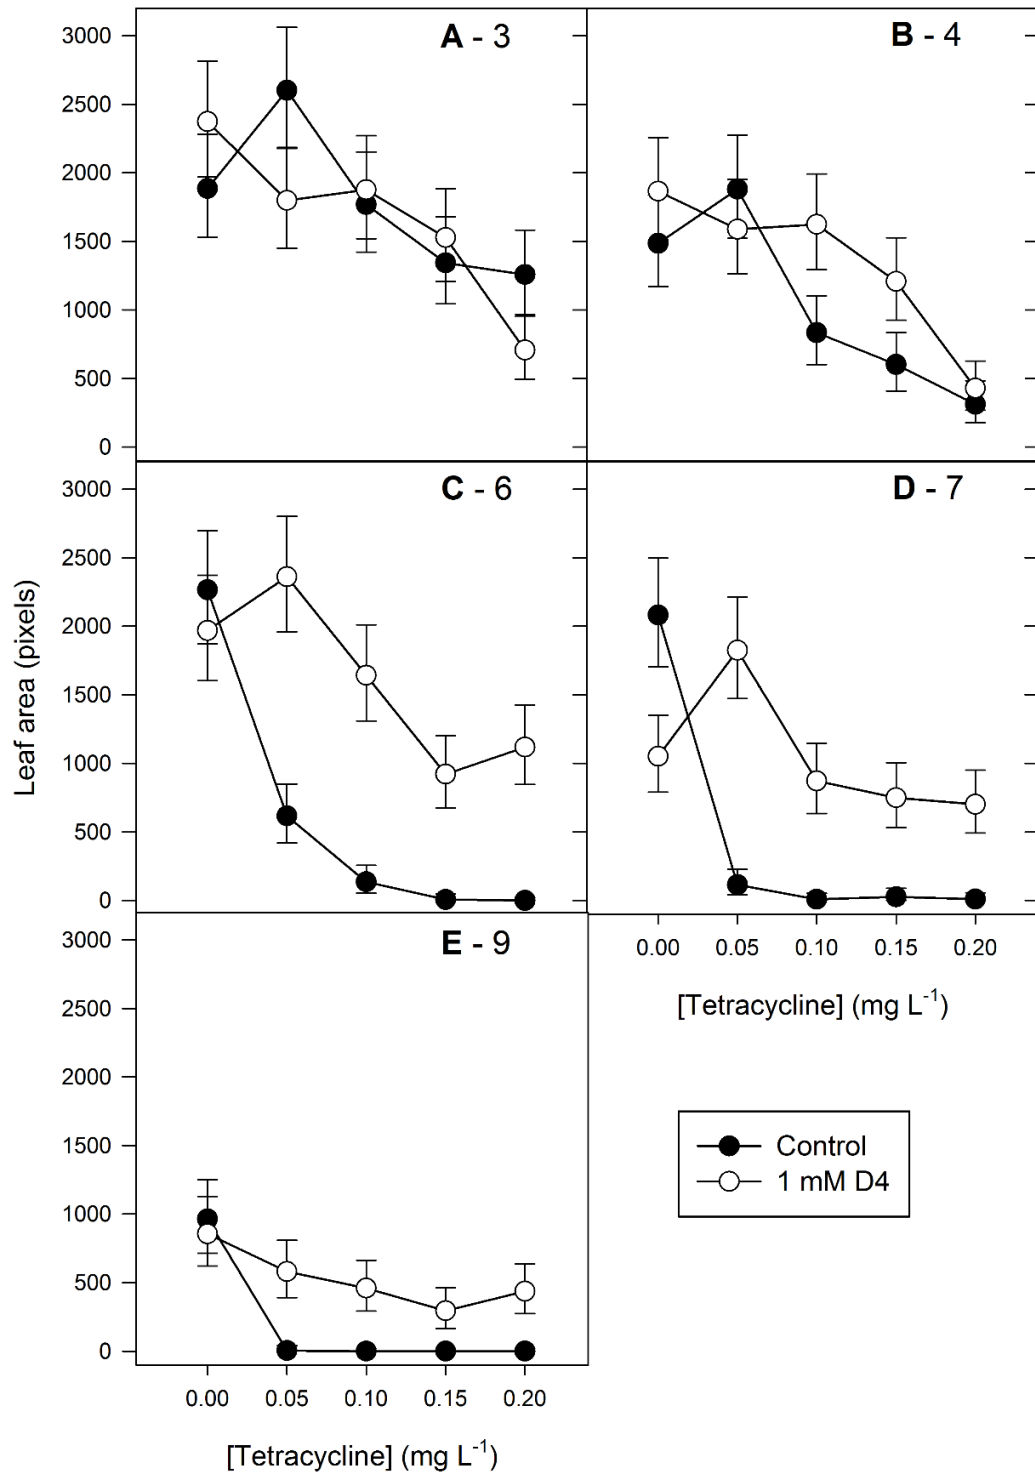 A - 3
B - 4
3000
2500
2000
1500
1000
500
0
C - 6
D - 7
3000
2500
2000
1500
1000
500
0
Leaf area (pixels)
E - 9
0.00 0.05 0.10 0.15 0.20
[Tetracycline] (mg L⁻¹)
3000
2500
2000
1500
1000
500
0
Control
1 mM D4
0.00 0.05 0.10 0.15 0.20
[Tetracycline] (mg L⁻¹)